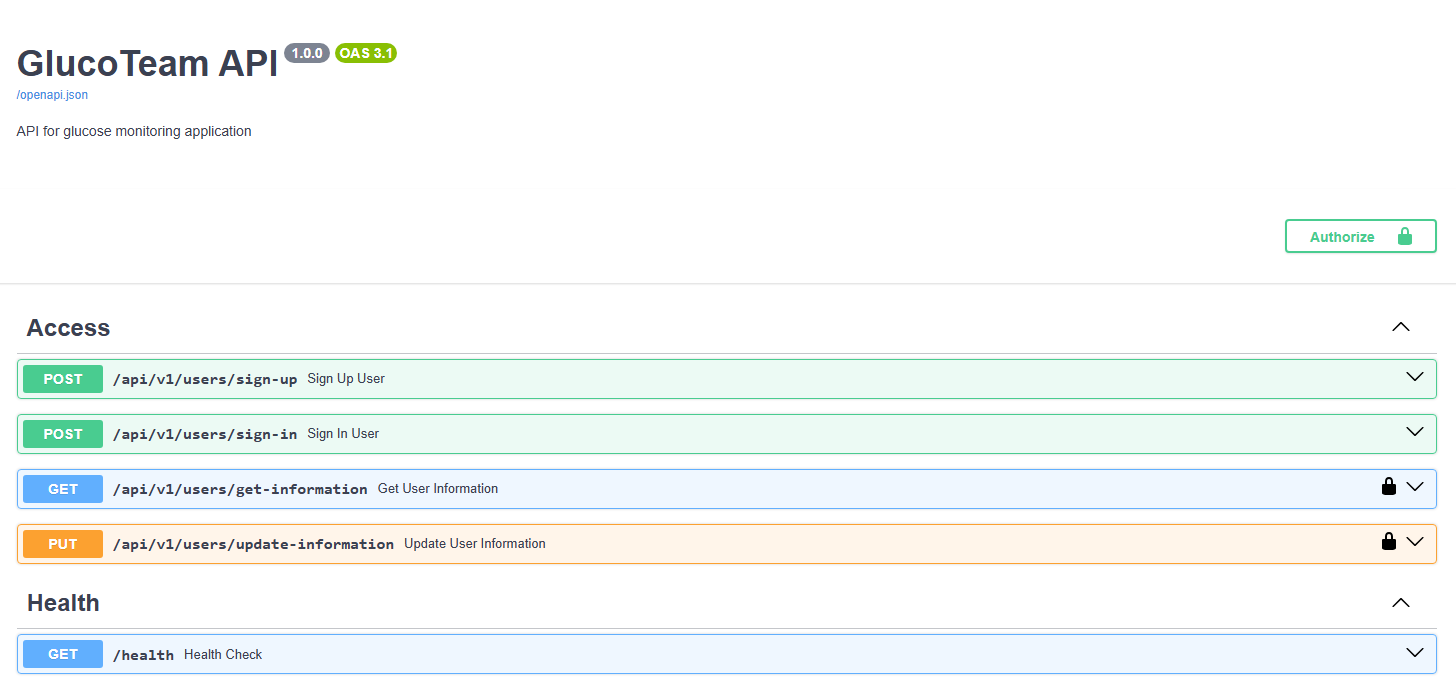 GlucoTeam API 1.0.0 OAS 3.1
/openapi.json
API for glucose monitoring application
Authorize
Access
POST /api/v1/users/sign-up Sign Up User
POST /api/v1/users/sign-in Sign In User
GET /api/v1/users/get-information Get User Information
PUT /api/v1/users/update-information Update User Information
Health
GET /health Health Check